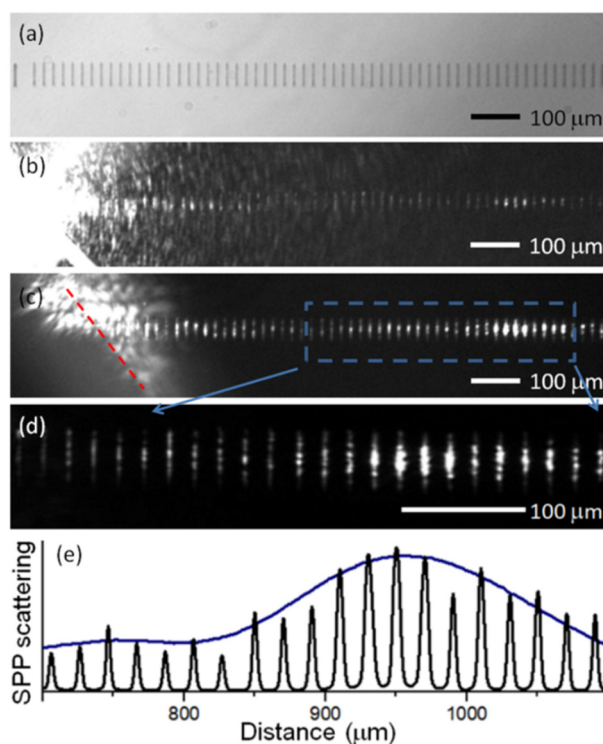 (a)
100 μm
(b)
100 μm
(c)
100 μm
(d)
100 μm
(e)
SPP scattering
800
900
1000
Distance (μm)